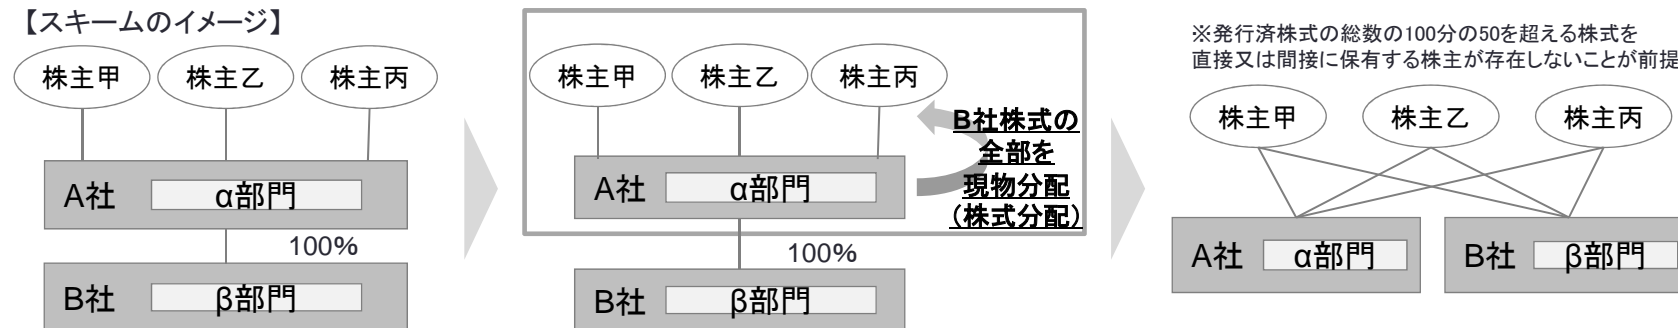 【スキームのイメージ】
株主甲
株主乙
株主丙
A社
α部門
100%
B社
β部門
株主甲
株主乙
株主丙
B社株式の
全部を
現物分配
（株式分配）
A社
α部門
100%
B社
β部門
※発行済株式の総数の100分の50を超える株式を
直接又は間接に保有する株主が存在しないことが前提
株主甲
株主乙
株主丙
A社
α部門
B社
β部門